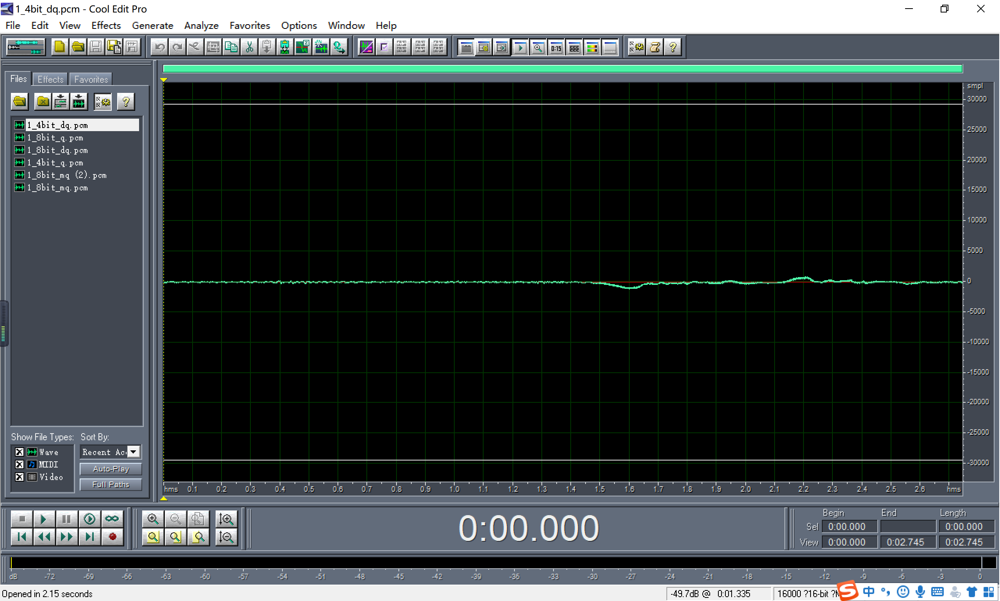 1_4bit_dq.pcm - Cool Edit Pro
File Edit View Effects Generate Analyze Favorites Options Window Help
0:15
Files Effects Favorites
1_4bit_dq.pcm
1_8bit_q.pcm
1_8bit_dq.pcm
1_4bit_q.pcm
1_8bit_mq (2).pcm
1_8bit_mq.pcm
smpl
30000
25000
20000
15000
10000
5000
0
-5000
-10000
-15000
-20000
-25000
-30000
hms 0.1 0.2 0.3 0.4 0.5 0.6 0.7 0.8 0.9 1.0 1.1 1.2 1.3 1.4 1.5 1.6 1.7 1.8 1.9 2.0 2.1 2.2 2.3 2.4 2.5 2.6 hms
Show File Types: Sort By:
Wave
MIDI
Video
Recent Ac
Auto-Play
Full Paths
0:00.000
Begin End Length
Sel 0:00.000 0:00.000
View 0:00.000 0:02.745 0:02.745
dB -72 -69 -66 -63 -60 -57 -54 -51 -48 -45 -42 -39 -36 -33 -30 -27 -24 -21 -18 -15 -12 -9 -6 -3 0
Opened in 2.15 seconds
-49.7dB @ 0:01.335
16000 ?16-bit ?
S 中